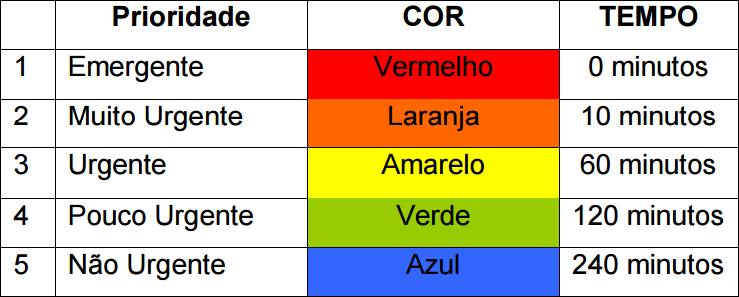 Prioridade COR TEMPO
1 Emergente Vermelho 0 minutos
2 Muito Urgente Laranja 10 minutos
3 Urgente Amarelo 60 minutos
4 Pouco Urgente Verde 120 minutos
5 Não Urgente Azul 240 minutos